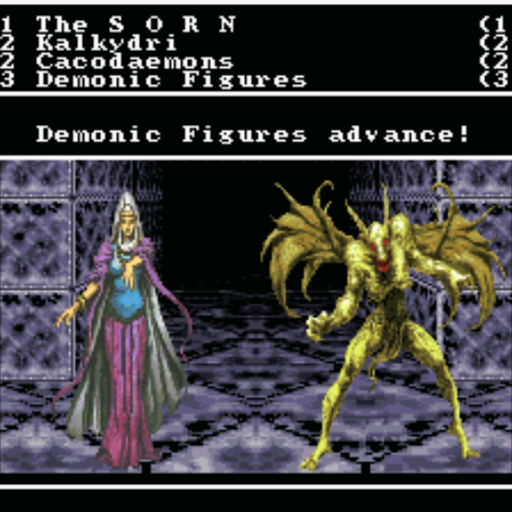 1 The S O R N (1
2 Kalkydri (2
2 Cacodaemons (2
3 Demonic Figures (3
Demonic Figures advance!